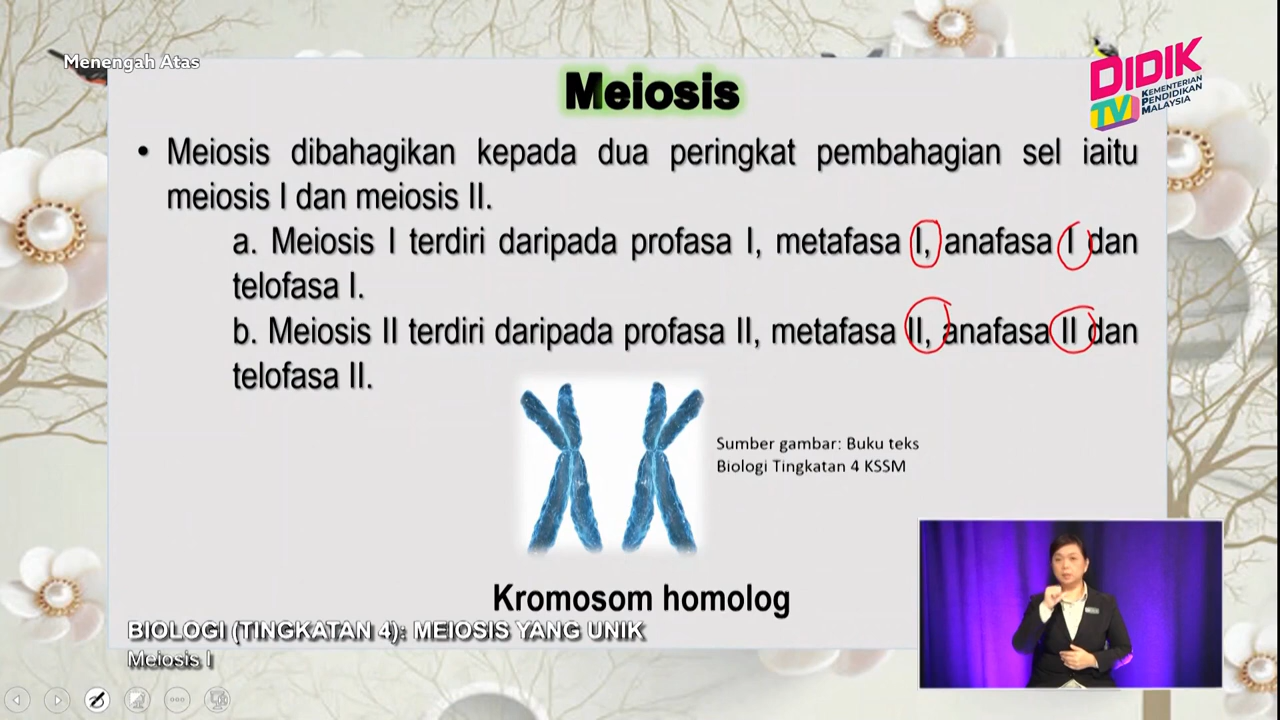 Menengah Atas
DIDIK
TV
KEMENTERIAN
PENDIDIKAN
MALAYSIA
Meiosis
• Meiosis dibahagikan kepada dua peringkat pembahagian sel iaitu
meiosis I dan meiosis II.
a. Meiosis I terdiri daripada profasa I, metafasa I, anafasa I dan
telofasa I.
b. Meiosis II terdiri daripada profasa II, metafasa II, anafasa II dan
telofasa II.
Sumber gambar: Buku teks
Biologi Tingkatan 4 KSSM
Kromosom homolog
BIOLOGI (TINGKATAN 4): MEIOSIS YANG UNIK
Meiosis I